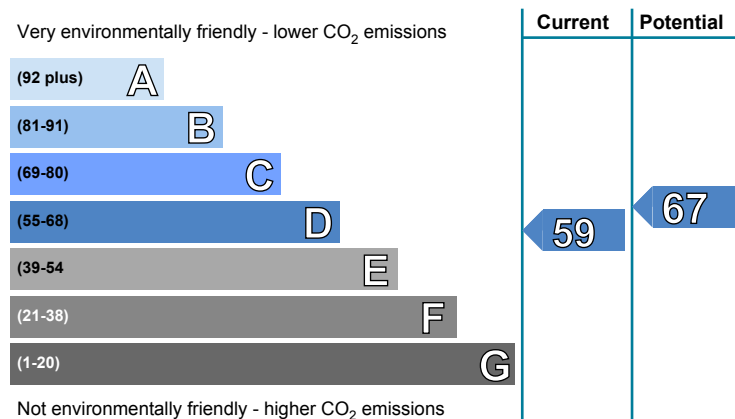 Very environmentally friendly - lower CO₂ emissions
Current
Potential
(92 plus) A
(81-91) B
(69-80) C
(55-68) D
(39-54 E
(21-38) F
(1-20) G
59
67
Not environmentally friendly - higher CO₂ emissions